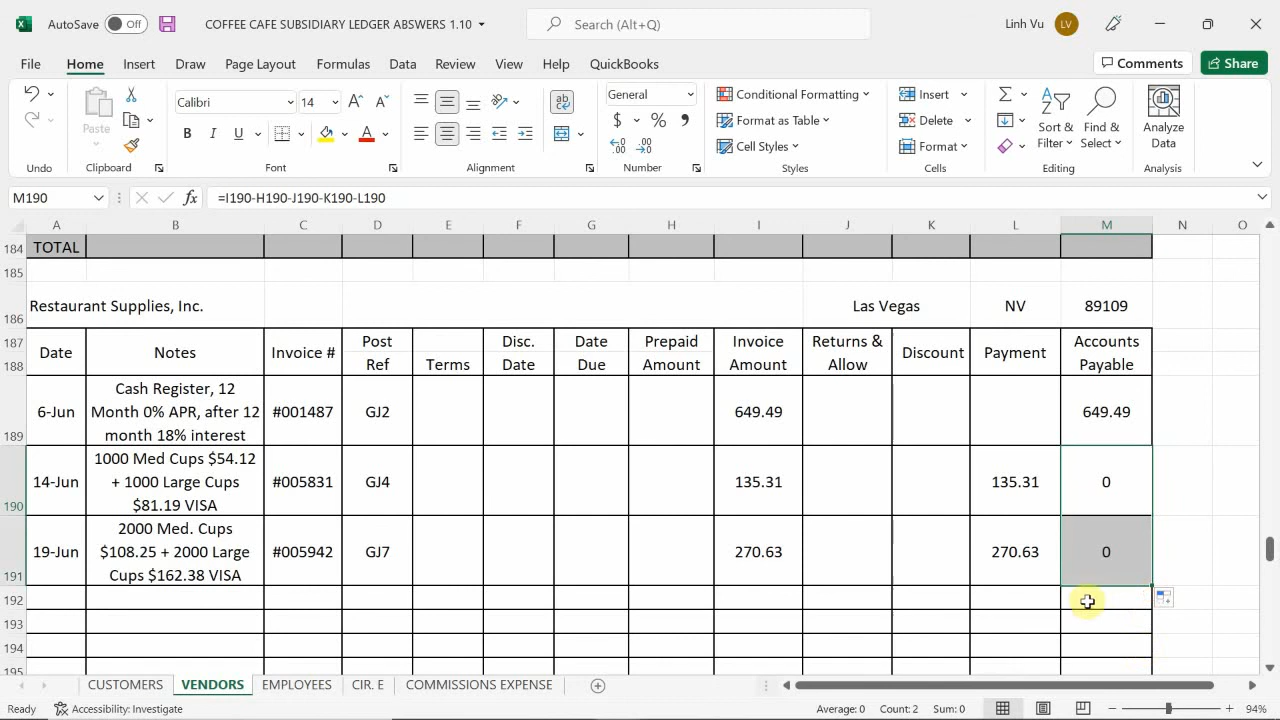 AutoSave Off COFFEE CAFE SUBSIDIARY LEDGER ABSWERS 1.10 Search (Alt+Q) Linh Vu LV
File Home Insert Draw Page Layout Formulas Data Review View Help QuickBooks Comments Share
Calibri 14 General Conditional Formatting Insert
Paste $ % Format as Table Delete Sort & Find & Analyze
B I U Cell Styles Format Filter Select Data
Undo Clipboard Font Alignment Number Styles Cells Editing Analysis
M190 fx =I190-H190-J190-K190-L190
A B C D E F G H I J K L M N O
184 TOTAL
185
186 Restaurant Supplies, Inc. Las Vegas NV 89109
187 Post Disc. Date Prepaid Invoice Returns & Accounts
Date Notes Invoice # Discount Payment
188 Ref Terms Date Due Amount Amount Allow Payable
Cash Register, 12
6-Jun Month 0% APR, after 12 #001487 GJ2 649.49 649.49
189 month 18% interest
1000 Med Cups $54.12
14-Jun + 1000 Large Cups #005831 GJ4 135.31 135.31 0
190 $81.19 VISA
2000 Med. Cups
19-Jun $108.25 + 2000 Large #005942 GJ7 270.63 270.63 0
191 Cups $162.38 VISA
192
193
194
195
CUSTOMERS VENDORS EMPLOYEES CIR. E COMMISSIONS EXPENSE
Ready Accessibility: Investigate Average: 0 Count: 2 Sum: 0 94%